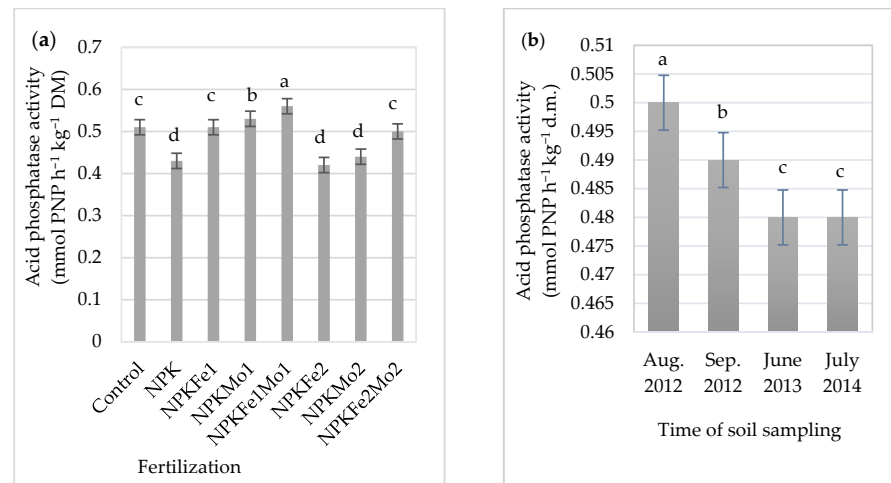 (a)
Acid phosphatase activity
(mmol PNP h⁻¹ kg⁻¹ DM)
0.7
0.6
0.5
0.4
0.3
0.2
0.1
0
c
d
c
b
a
d
d
c
Control
NPK
NPKFe1
NPKMo1
NPKFe1Mo1
NPKFe2
NPKMo2
NPKFe2Mo2
Fertilization
(b)
Acid phosphatase activity
(mmol PNP h⁻¹ kg⁻¹ d.m.)
0.51
0.505
0.5
0.495
0.49
0.485
0.48
0.475
0.47
0.465
0.46
a
b
c
c
Aug.
2012
Sep.
2012
June
2013
July
2014
Time of soil sampling